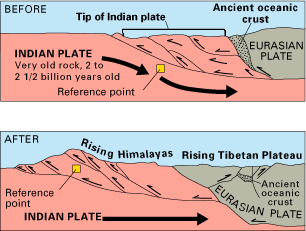 BEFORE
Tip of Indian plate
Ancient oceanic
crust
INDIAN PLATE
Very old rock, 2 to
2 1/2 billion years old
Reference point
EURASIAN
PLATE
AFTER
Rising Himalayas
Rising Tibetan Plateau
Reference
point
Ancient
oceanic
crust
INDIAN PLATE
EURASIAN PLATE